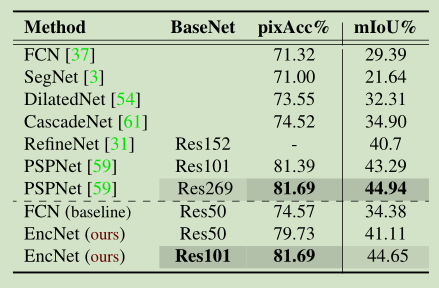 Method BaseNet pixAcc% mIoU%
FCN [37] 71.32 29.39
SegNet [3] 71.00 21.64
DilatedNet [54] 73.55 32.31
CascadeNet [61] 74.52 34.90
RefineNet [31] Res152 - 40.7
PSPNet [59] Res101 81.39 43.29
PSPNet [59] Res269 81.69 44.94
FCN (baseline) Res50 74.57 34.38
EncNet (ours) Res50 79.73 41.11
EncNet (ours) Res101 81.69 44.65